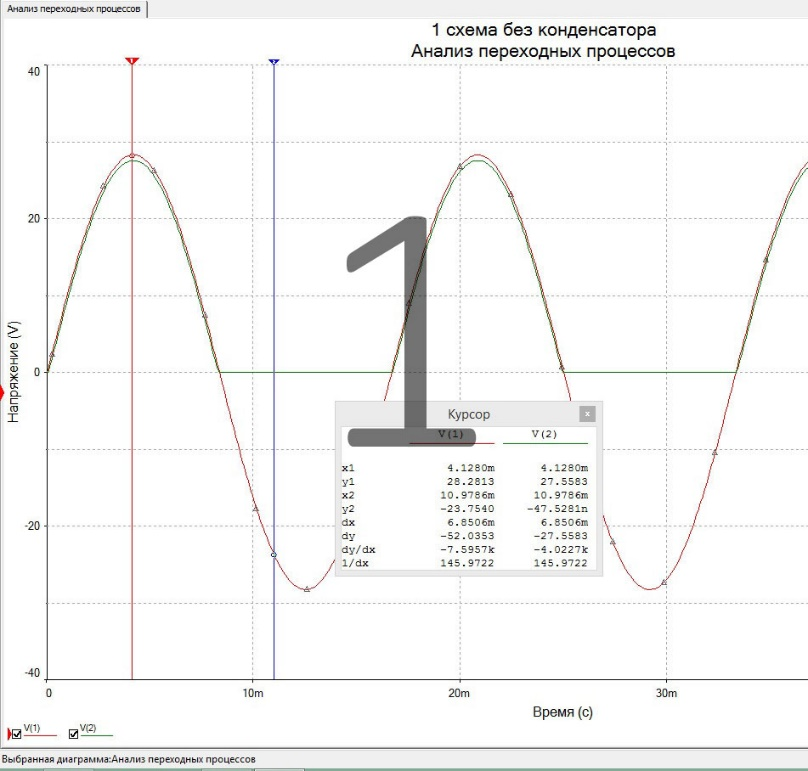 Анализ переходных процессов
1 схема без конденсатора
Анализ переходных процессов
40
20
0
-20
-40
Напряжение (V)
1
Курсор
x
V(1) V(2)
x1 4.1280m 4.1280m
y1 28.2813 27.5583
x2 10.9786m 10.9786m
y2 -23.7540 -47.5281n
dx 6.8506m 6.8506m
dy -52.0353 -27.5583
dy/dx -7.5957k -4.0227k
1/dx 145.9722 145.9722
0 10m 20m 30m
Время (с)
V(1) V(2)
Выбранная диаграмма:Анализ переходных процессов